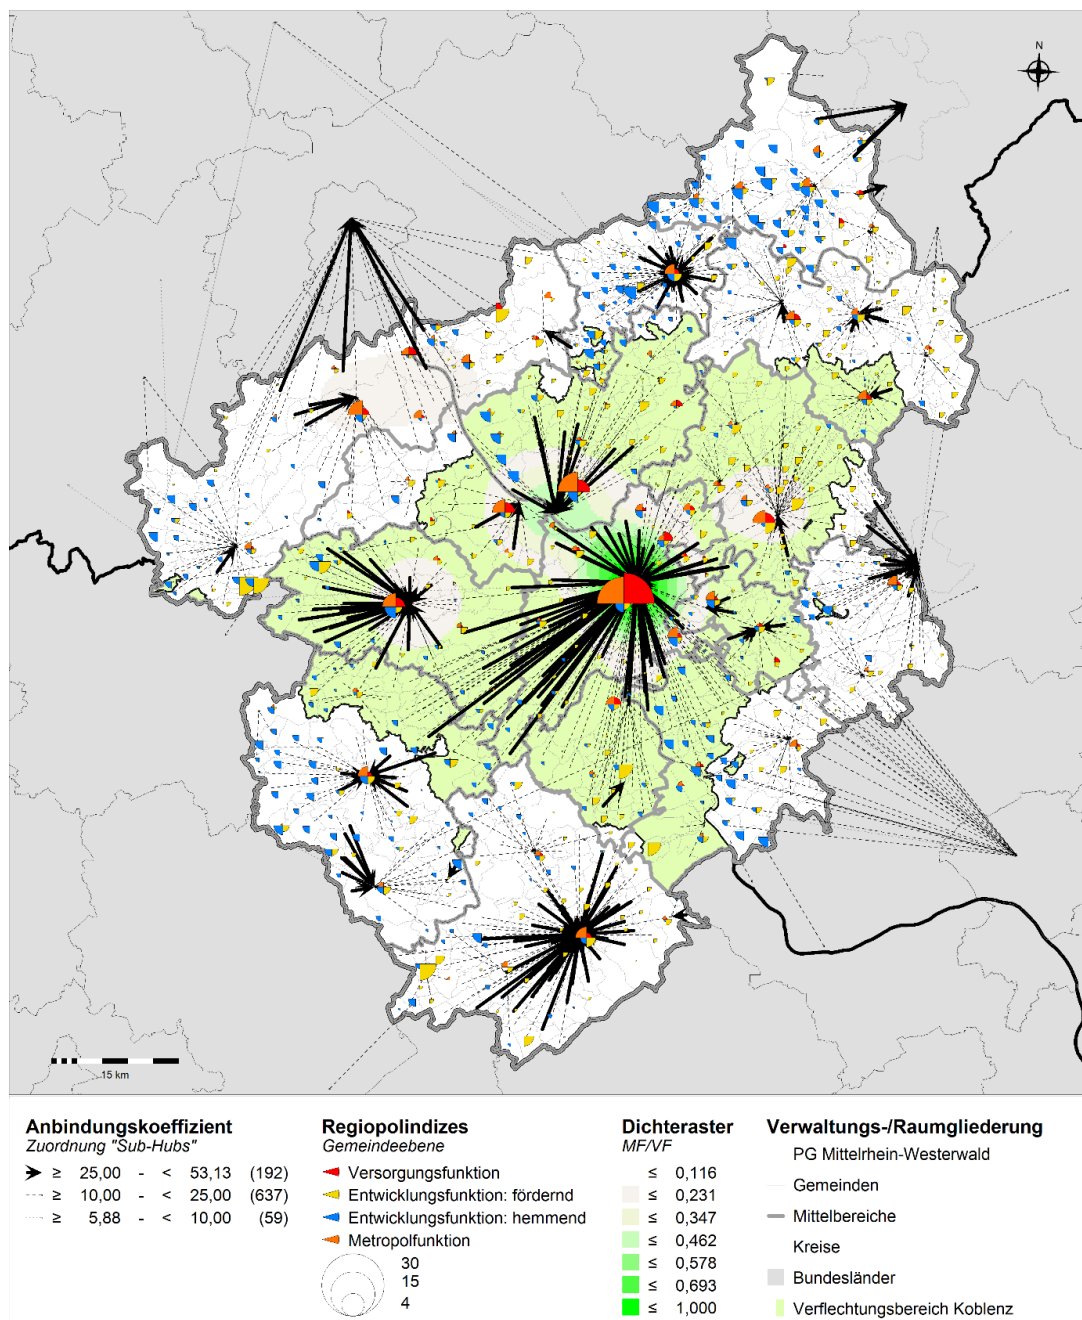 N
15 km
Anbindungskoeffizient
Zuordnung "Sub-Hubs"
≥ 25,00 - < 53,13 (192)
≥ 10,00 - < 25,00 (637)
≥ 5,88 - < 10,00 (59)
Regiopolindizes
Gemeindeebene
Versorgungsfunktion
Entwicklungsfunktion: fördernd
Entwicklungsfunktion: hemmend
Metropolfunktion
30
15
4
Dichteraster
MF/VF
≤ 0,116
≤ 0,231
≤ 0,347
≤ 0,462
≤ 0,578
≤ 0,693
≤ 1,000
Verwaltungs-/Raumgliederung
PG Mittelrhein-Westerwald
Gemeinden
Mittelbereiche
Kreise
Bundesländer
Verflechtungsbereich Koblenz